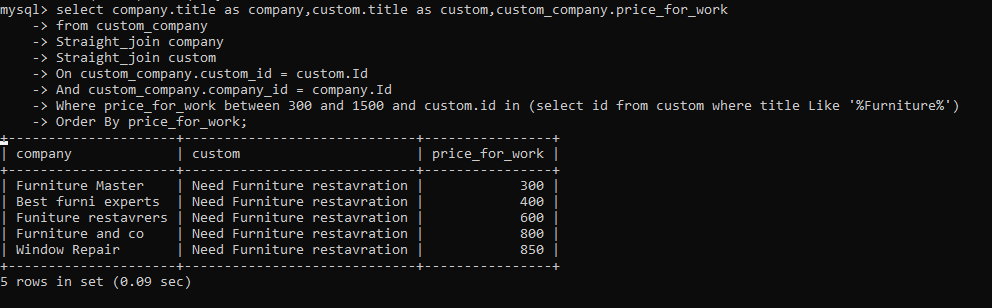 mysql> select company.title as company,custom.title as custom,custom_company.price_for_work
    -> from custom_company
    -> Straight_join company
    -> Straight_join custom
    -> On custom_company.custom_id = custom.Id
    -> And custom_company.company_id = company.Id
    -> Where price_for_work between 300 and 1500 and custom.id in (select id from custom where title Like '%Furniture%')
    -> Order By price_for_work;
+---------------------+-----------------------------+----------------+
| company             | custom                      | price_for_work |
+---------------------+-----------------------------+----------------+
| Furniture Master    | Need Furniture restavration |            300 |
| Best furni experts  | Need Furniture restavration |            400 |
| Funiture restavrers | Need Furniture restavration |            600 |
| Furniture and co    | Need Furniture restavration |            800 |
| Window Repair       | Need Furniture restavration |            850 |
+---------------------+-----------------------------+----------------+
5 rows in set (0.09 sec)